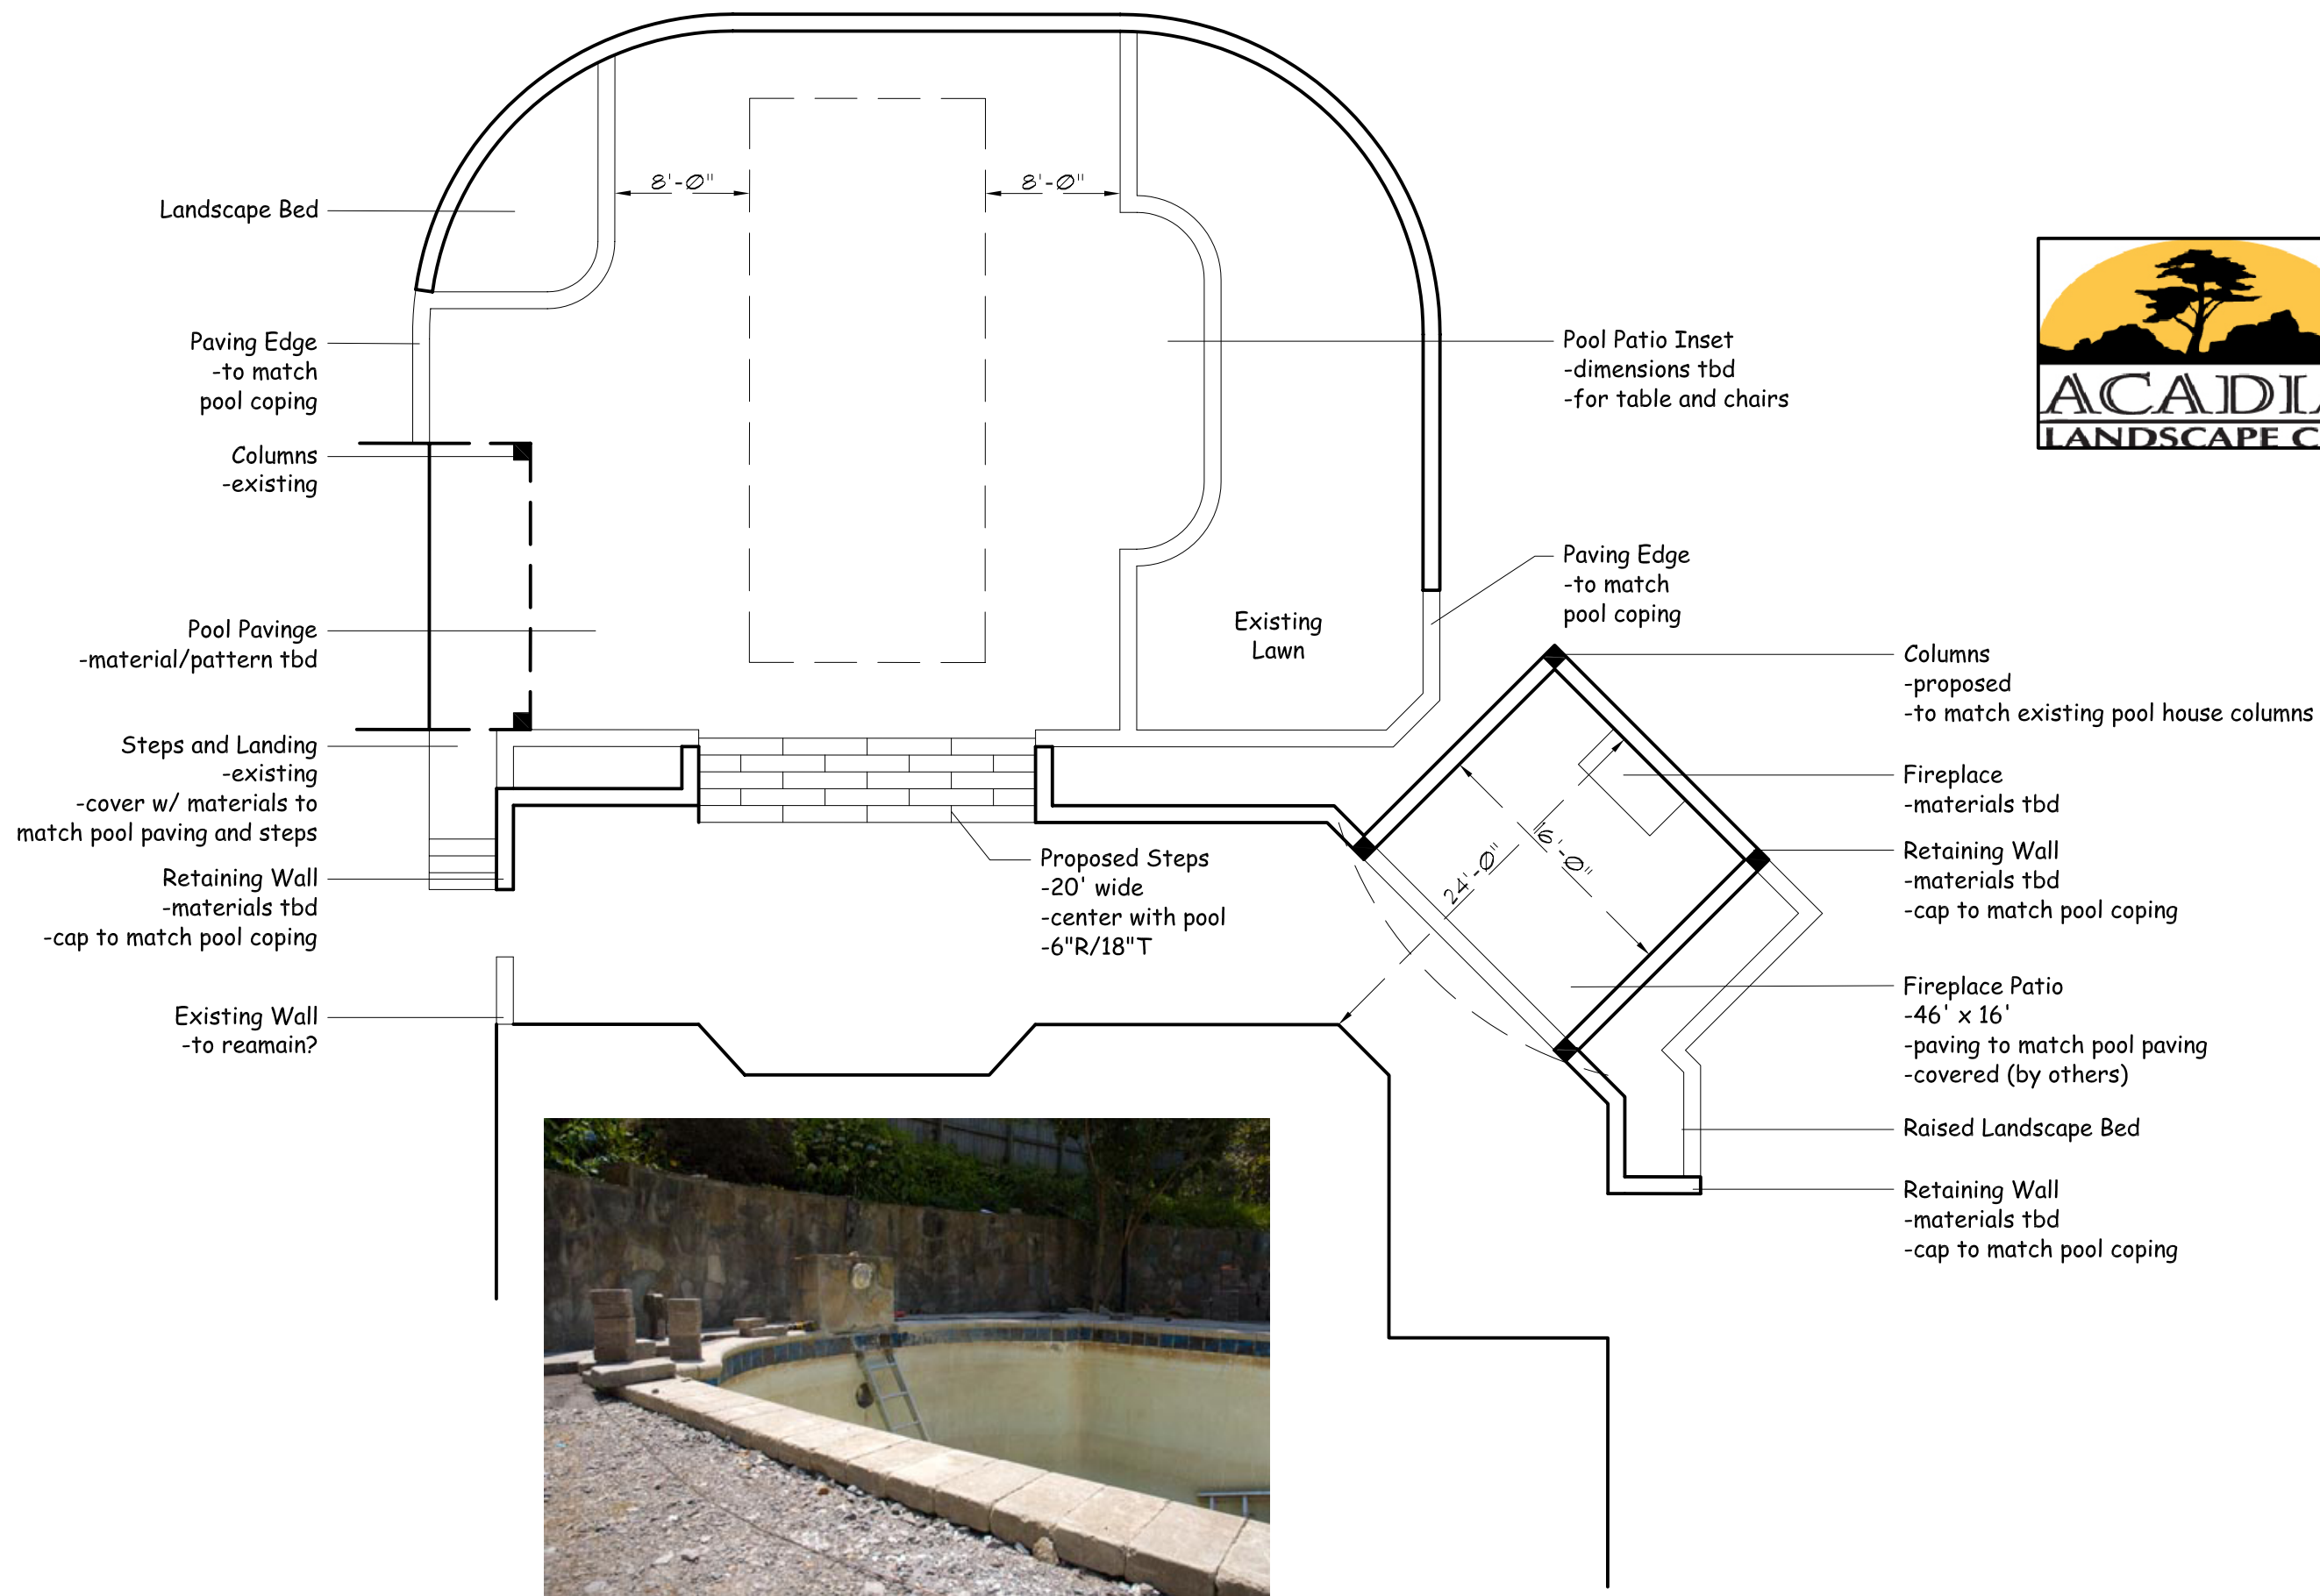 8'-0"
8'-0"
Landscape Bed
Paving Edge
-to match
pool coping
Columns
-existing
Pool Pavinge
-material/pattern tbd
Steps and Landing
-existing
-cover w/ materials to
match pool paving and steps
Retaining Wall
-materials tbd
-cap to match pool coping
Existing Wall
-to reamain?
Existing
Lawn
Proposed Steps
-20' wide
-center with pool
-6"R/18"T
Pool Patio Inset
-dimensions tbd
-for table and chairs
Paving Edge
-to match
pool coping
24'-0"
16'-0"
ACADIA
LANDSCAPE C
Columns
-proposed
-to match existing pool house columns
Fireplace
-materials tbd
Retaining Wall
-materials tbd
-cap to match pool coping
Fireplace Patio
-46' x 16'
-paving to match pool paving
-covered (by others)
Raised Landscape Bed
Retaining Wall
-materials tbd
-cap to match pool coping